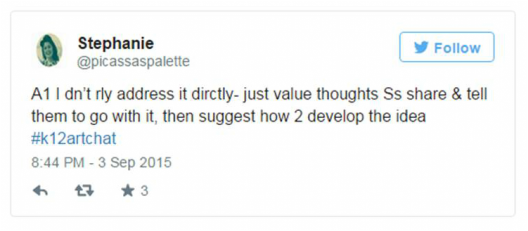 Stephanie
@picassaspalette
Follow
A1 I dn't rly address it dirctly- just value thoughts Ss share & tell
them to go with it, then suggest how 2 develop the idea
#k12artchat
8:44 PM - 3 Sep 2015
3